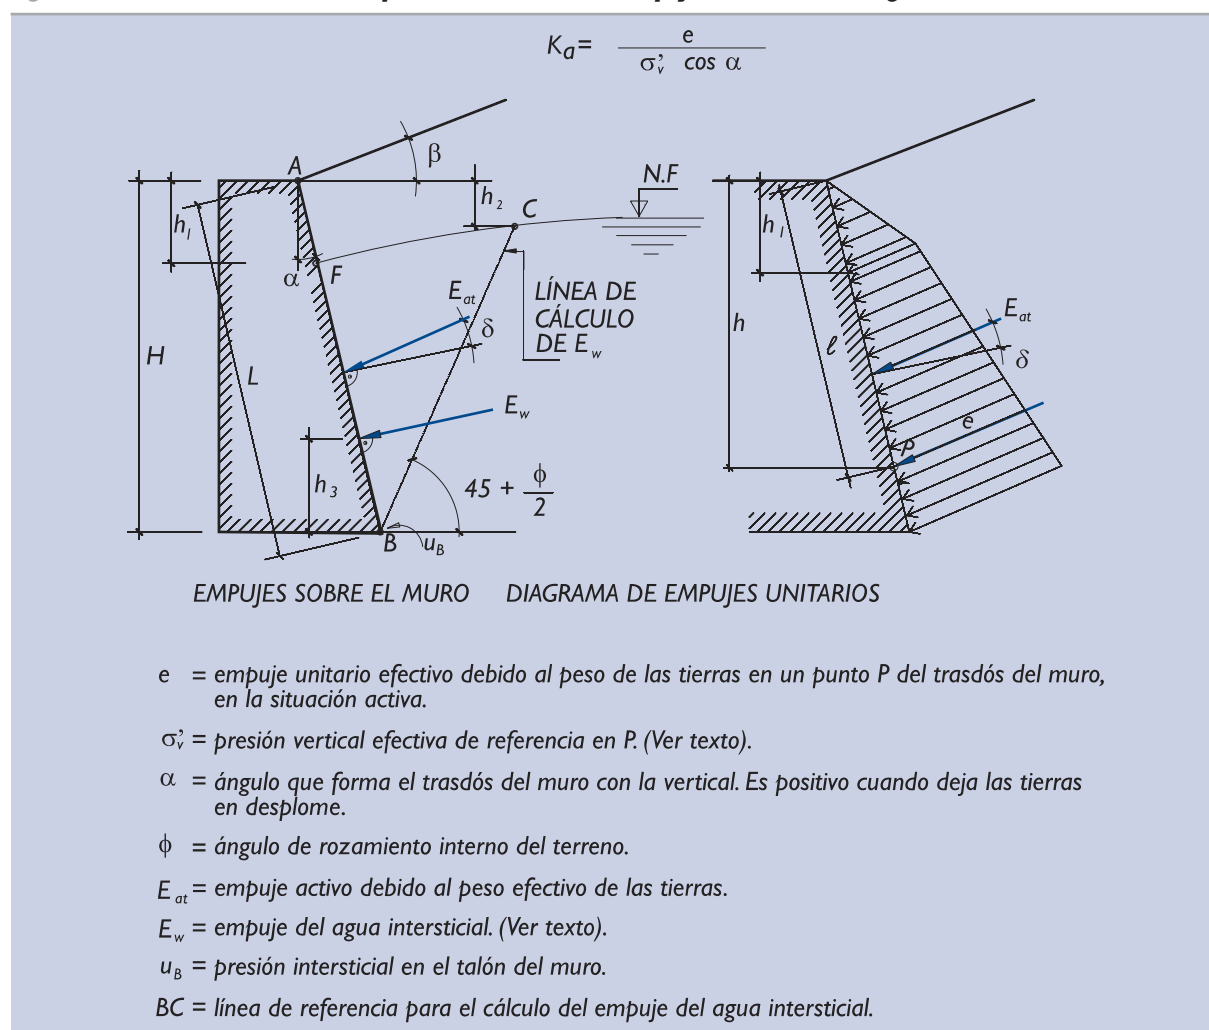 Ka = e / σ'v cos α
A
β
N.F
h2
C
h1
α
F
Eat
δ
LÍNEA DE
CÁLCULO
DE Ew
H
L
Ew
h3
45 + ϕ/2
B
uB
h1
h
ℓ
Eat
δ
e
P
EMPUJES SOBRE EL MURO DIAGRAMA DE EMPUJES UNITARIOS
e = empuje unitario efectivo debido al peso de las tierras en un punto P del trasdós del muro,
en la situación activa.
σ'v = presión vertical efectiva de referencia en P. (Ver texto).
α = ángulo que forma el trasdós del muro con la vertical. Es positivo cuando deja las tierras
en desplome.
ϕ = ángulo de rozamiento interno del terreno.
Eat = empuje activo debido al peso efectivo de las tierras.
Ew = empuje del agua intersticial. (Ver texto).
uB = presión intersticial en el talón del muro.
BC = línea de referencia para el cálculo del empuje del agua intersticial.